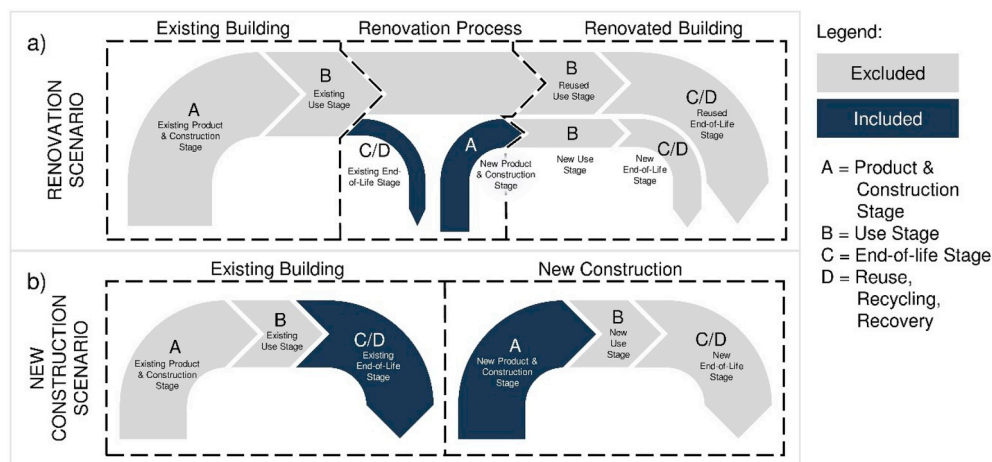 a)
Existing Building
Renovation Process
Renovated Building
RENOVATION
SCENARIO
A
Existing Product
& Construction
Stage
B
Existing
Use Stage
C/D
Existing End-
of-Life Stage
A
New Product
& Construction
Stage
B
Reused
Use Stage
C/D
Reused
End-of-Life
Stage
B
New Use
Stage
C/D
New
End-of-Life
Stage
b)
Existing Building
New Construction
NEW
CONSTRUCTION
SCENARIO
A
Existing Product
& Construction
Stage
B
Existing
Use Stage
C/D
Existing
End-of-Life
Stage
A
New Product &
Construction
Stage
B
New
Use
Stage
C/D
New
End-of-Life
Stage
Legend:
Excluded
Included
A = Product &
Construction
Stage
B = Use Stage
C = End-of-life Stage
D = Reuse,
Recycling,
Recovery